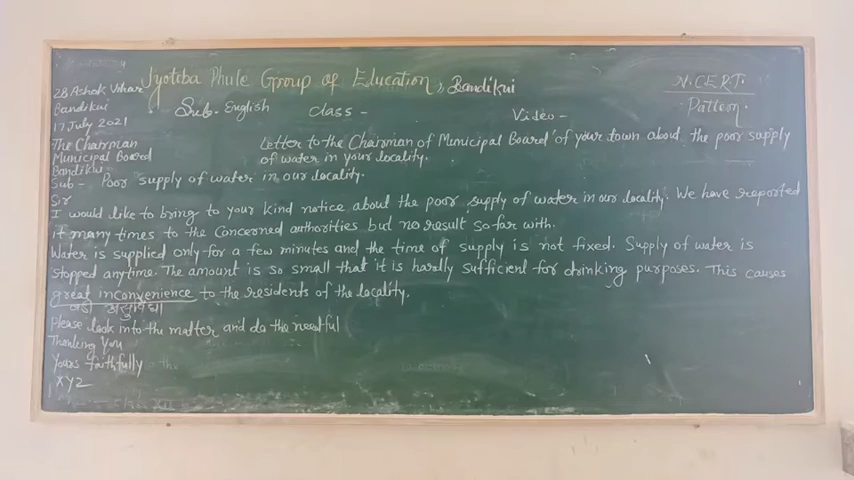 Jyotiba Phule Group of Education, Bandikui
N.CERT.
Pattern
Sub- English class - Video -
28 Ashok Vihar
Bandikui
17 July 2021
The Chairman
Municipal Board
Bandikui
Letter to the Chairman of Municipal Board of your town about the poor supply
of water in your locality.
Sub - Poor supply of water in our locality.
Sir
I would like to bring to your kind notice about the poor supply of water in our locality. We have reported
it many times to the concerned authorities but no result so far with.
Water is supplied only for a few minutes and the time of supply is not fixed. Supply of water is
stopped anytime. The amount is so small that it is hardly sufficient for drinking purposes. This causes
great inconvenience to the residents of the locality.
बडी असुविधा
Please look into the matter and do the needful
Thanking You
Yours faithfully
XYZ